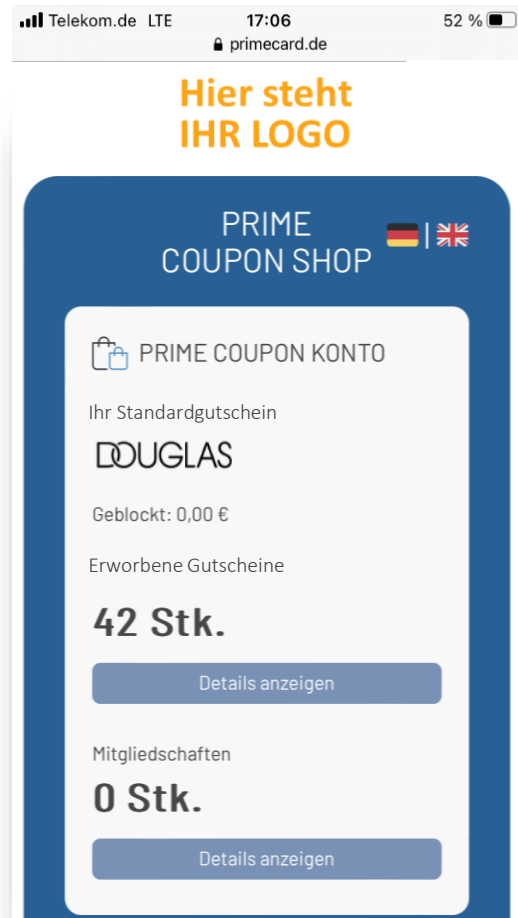 Telekom.de LTE 17:06 52 %
primecard.de
Hier steht
IHR LOGO
PRIME
COUPON SHOP
PRIME COUPON KONTO
Ihr Standardgutschein
DOUGLAS
Geblockt: 0,00 €
Erworbene Gutscheine
42 Stk.
Details anzeigen
Mitgliedschaften
0 Stk.
Details anzeigen